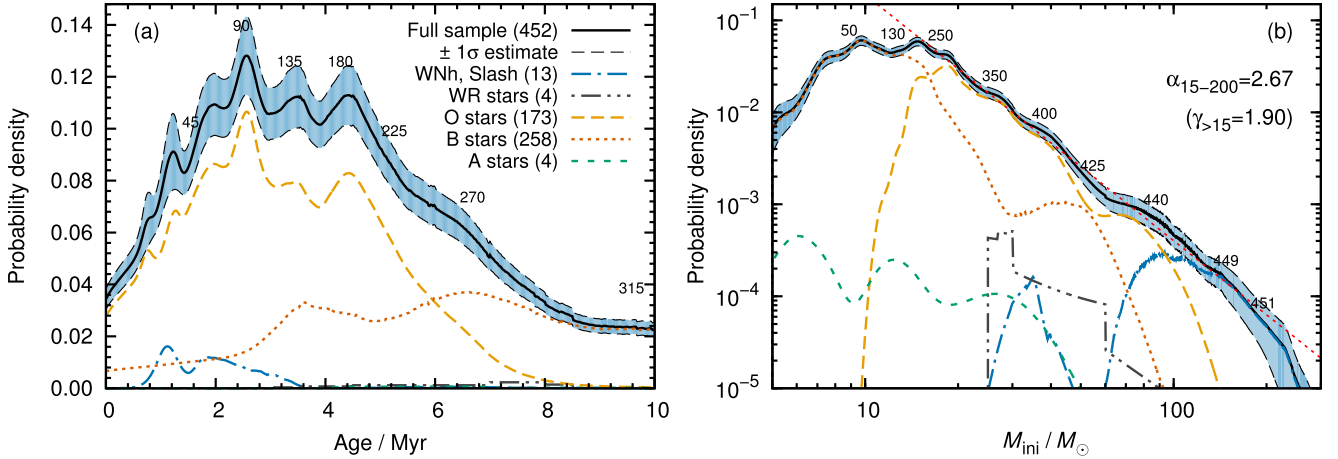 (a)
Full sample (452)
± 1σ estimate
WNh, Slash (13)
WR stars (4)
O stars (173)
B stars (258)
A stars (4)
Probability density
0.14
0.12
0.10
0.08
0.06
0.04
0.02
0.00
45
90
135
180
225
270
315
0 2 4 6 8 10
Age / Myr
(b)
α₁₅₋₂₀₀=2.67
(γ>₁₅=1.90)
Probability density
10⁻¹
10⁻²
10⁻³
10⁻⁴
10⁻⁵
50
130
250
350
400
425
440
449
451
10 100
Mini / M☉